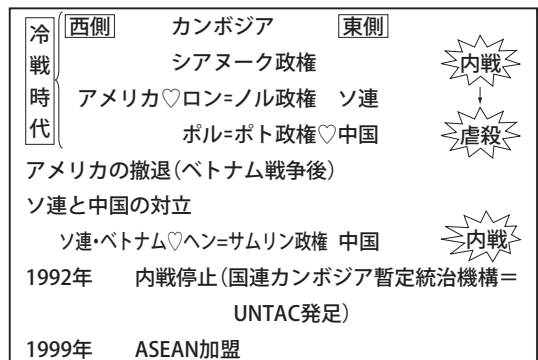 冷戦時代
西側 カンボジア 東側
シアヌーク政権
内戦
アメリカ♡ロン=ノル政権 ソ連
↓
ポル=ポト政権♡中国
虐殺
アメリカの撤退(ベトナム戦争後)
ソ連と中国の対立
ソ連・ベトナム♡ヘン=サムリン政権 中国
内戦
1992年 内戦停止(国連カンボジア暫定統治機構=
UNTAC発足)
1999年 ASEAN加盟